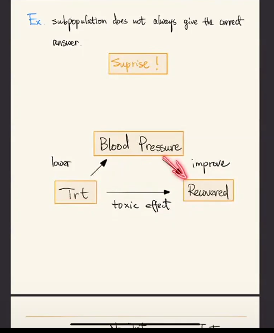 Ex. subpopulation does not always give the correct
answer.
Suprise !
Blood Pressure
lower
improve
Trt
Recovered
toxic effect